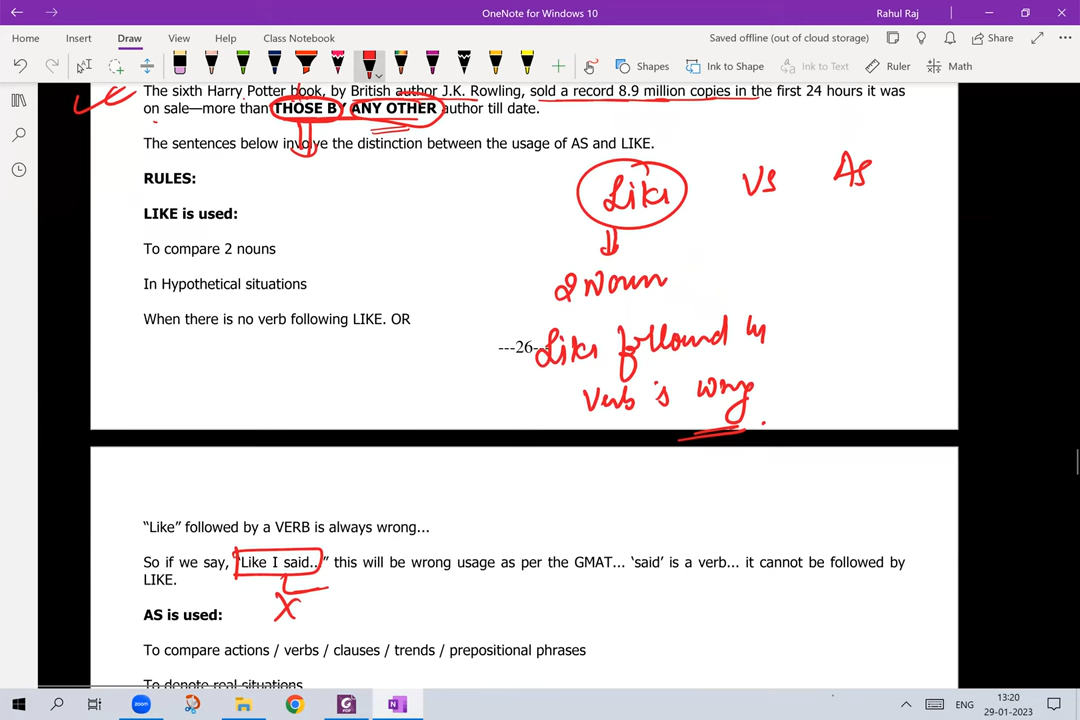 OneNote for Windows 10
Rahul Raj
Home Insert Draw View Help Class Notebook
Saved offline (out of cloud storage)
Share
Shapes Ink to Shape Ink to Text Ruler Math
The sixth Harry Potter book, by British author J.K. Rowling, sold a record 8.9 million copies in the first 24 hours it was
on sale—more than THOSE BY ANY OTHER author till date.
The sentences below involve the distinction between the usage of AS and LIKE.
RULES:
Like Vs As
LIKE is used:
To compare 2 nouns
In Hypothetical situations
2 Noun
When there is no verb following LIKE. OR
---26---
Like followed by
Verb is wrong.
“Like” followed by a VERB is always wrong...
So if we say, “Like I said..” this will be wrong usage as per the GMAT... ‘said’ is a verb... it cannot be followed by
LIKE.
X
AS is used:
To compare actions / verbs / clauses / trends / prepositional phrases
To denote real situations
zoom
PDF
ENG
13:20
29-01-2023